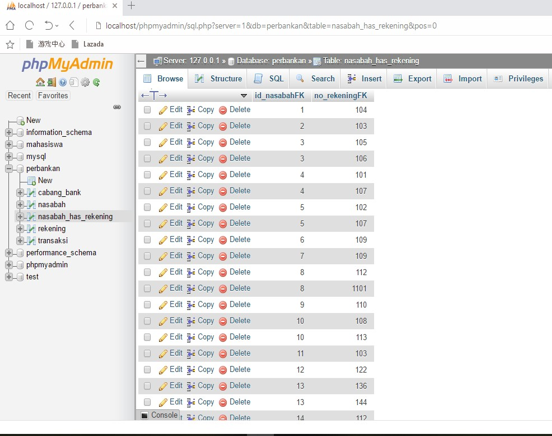 localhost / 127.0.0.1 / perbank
localhost/phpmyadmin/sql.php?server=1&db=perbankan&table=nasabah_has_rekening&pos=0
游戏中心 Lazada
phpMyAdmin
Recent Favorites
New
information_schema
mahasiswa
mysql
perbankan
New
cabang_bank
nasabah
nasabah_has_rekening
rekening
transaksi
performance_schema
phpmyadmin
test
Server: 127.0.0.1 » Database: perbankan » Table: nasabah_has_rekening
Browse Structure SQL Search Insert Export Import Privileges
←T→ id_nasabahFK no_rekeningFK
Edit Copy Delete 1 104
Edit Copy Delete 2 103
Edit Copy Delete 3 105
Edit Copy Delete 3 106
Edit Copy Delete 4 101
Edit Copy Delete 4 107
Edit Copy Delete 5 102
Edit Copy Delete 5 107
Edit Copy Delete 6 109
Edit Copy Delete 7 109
Edit Copy Delete 8 112
Edit Copy Delete 8 1101
Edit Copy Delete 9 110
Edit Copy Delete 10 108
Edit Copy Delete 10 113
Edit Copy Delete 11 103
Edit Copy Delete 12 122
Edit Copy Delete 13 136
Edit Copy Delete 13 144
Edit Copy Delete 14 112
Console